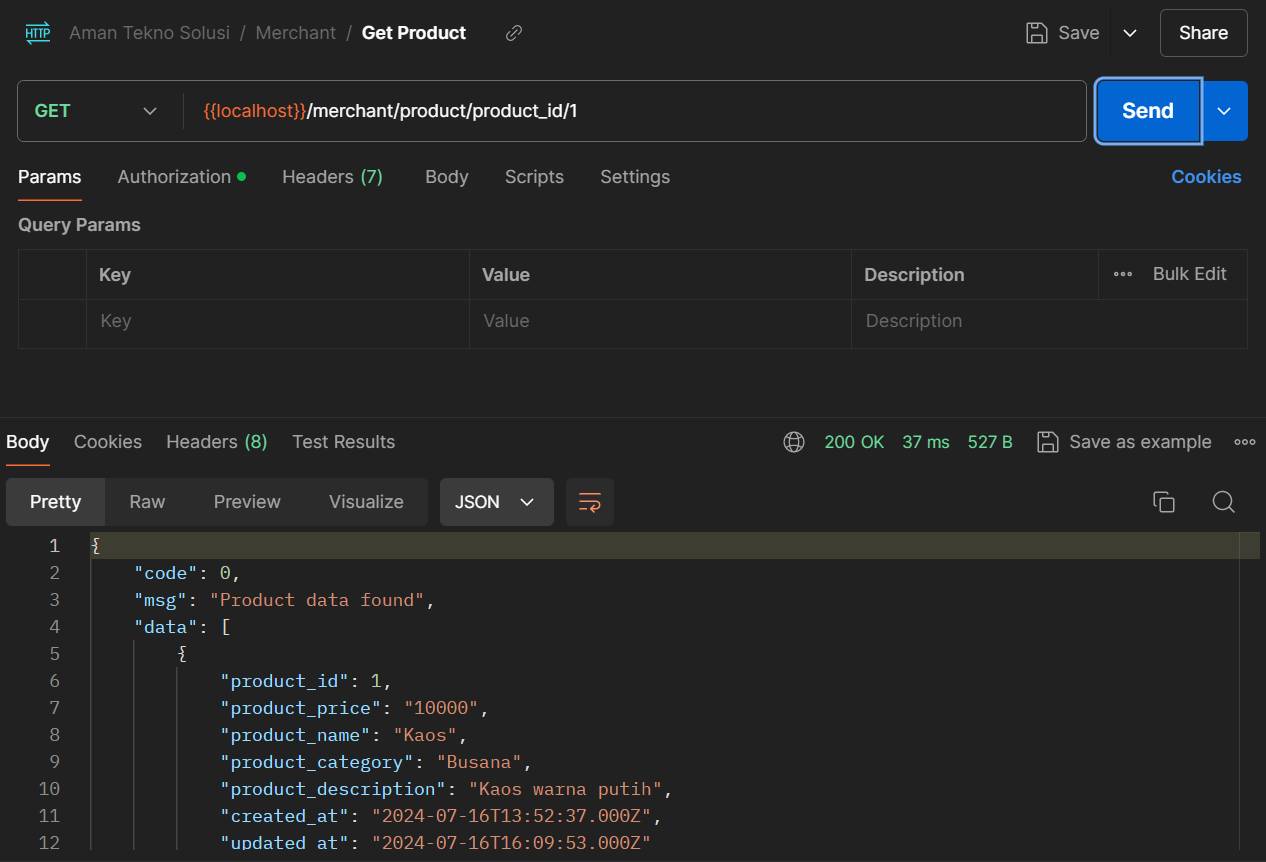 HTTP Aman Tekno Solusi / Merchant / Get Product Save Share
GET {{localhost}}/merchant/product/product_id/1 Send
Params Authorization Headers (7) Body Scripts Settings Cookies
Query Params
Key Value Description Bulk Edit
Key Value Description
Body Cookies Headers (8) Test Results 200 OK 37 ms 527 B Save as example
Pretty Raw Preview Visualize JSON
1 {
2 "code": 0,
3 "msg": "Product data found",
4 "data": [
5 {
6 "product_id": 1,
7 "product_price": "10000",
8 "product_name": "Kaos",
9 "product_category": "Busana",
10 "product_description": "Kaos warna putih",
11 "created_at": "2024-07-16T13:52:37.000Z",
12 "updated_at": "2024-07-16T16:09:53.000Z"